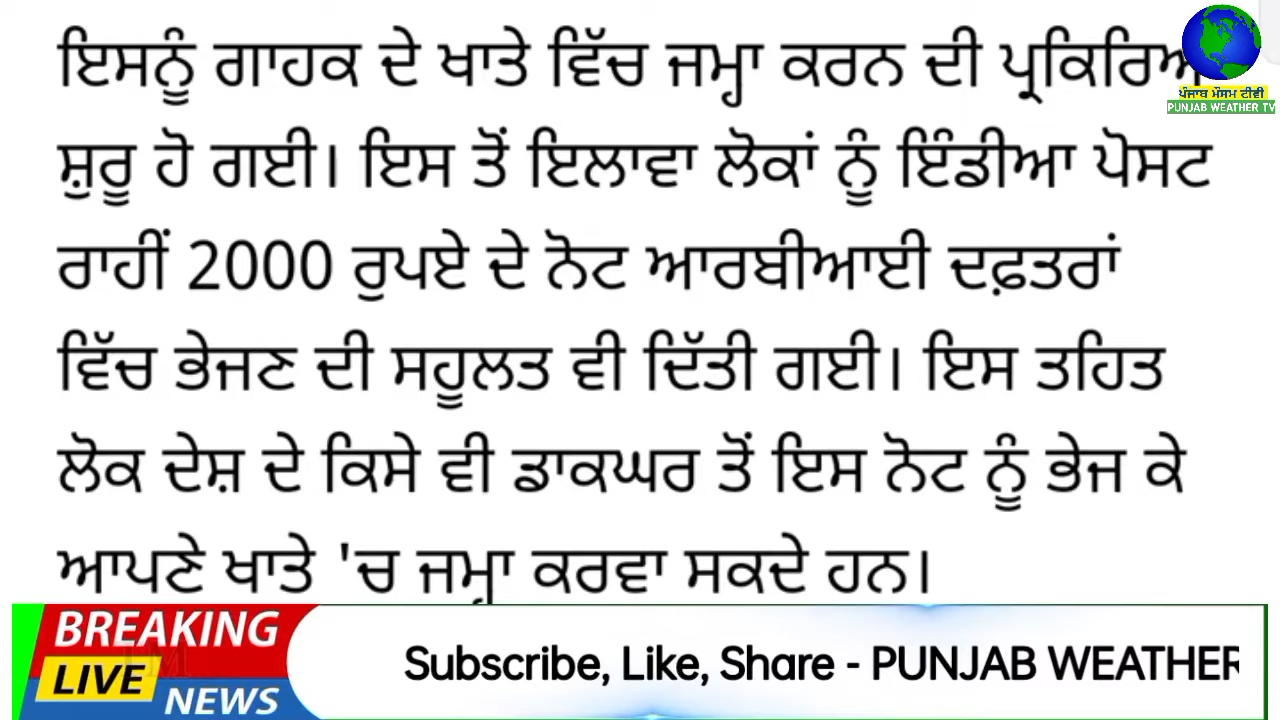 ਇਸਨੂੰ ਗਾਹਕ ਦੇ ਖਾਤੇ ਵਿੱਚ ਜਮ੍ਹਾ ਕਰਨ ਦੀ ਪ੍ਰਕਿਰਿਆ
ਸ਼ੁਰੂ ਹੋ ਗਈ। ਇਸ ਤੋਂ ਇਲਾਵਾ ਲੋਕਾਂ ਨੂੰ ਇੰਡੀਆ ਪੋਸਟ
ਰਾਹੀਂ 2000 ਰੁਪਏ ਦੇ ਨੋਟ ਆਰਬੀਆਈ ਦਫ਼ਤਰਾਂ
ਵਿੱਚ ਭੇਜਣ ਦੀ ਸਹੂਲਤ ਵੀ ਦਿੱਤੀ ਗਈ। ਇਸ ਤਹਿਤ
ਲੋਕ ਦੇਸ਼ ਦੇ ਕਿਸੇ ਵੀ ਡਾਕਘਰ ਤੋਂ ਇਸ ਨੋਟ ਨੂੰ ਭੇਜ ਕੇ
ਆਪਣੇ ਖਾਤੇ 'ਚ ਜਮ੍ਹਾ ਕਰਵਾ ਸਕਦੇ ਹਨ।
ਪੰਜਾਬ ਮੌਸਮ ਟੀਵੀ
PUNJAB WEATHER TV
BREAKING
LIVE
NEWS
Subscribe, Like, Share - PUNJAB WEATHER